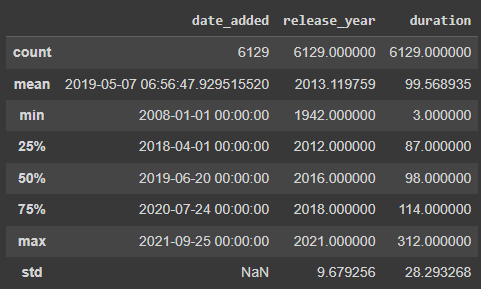 date_added release_year duration
count 6129 6129.000000 6129.000000
mean 2019-05-07 06:56:47.929515520 2013.119759 99.568935
min 2008-01-01 00:00:00 1942.000000 3.000000
25% 2018-04-01 00:00:00 2012.000000 87.000000
50% 2019-06-20 00:00:00 2016.000000 98.000000
75% 2020-07-24 00:00:00 2018.000000 114.000000
max 2021-09-25 00:00:00 2021.000000 312.000000
std NaN 9.679256 28.293268